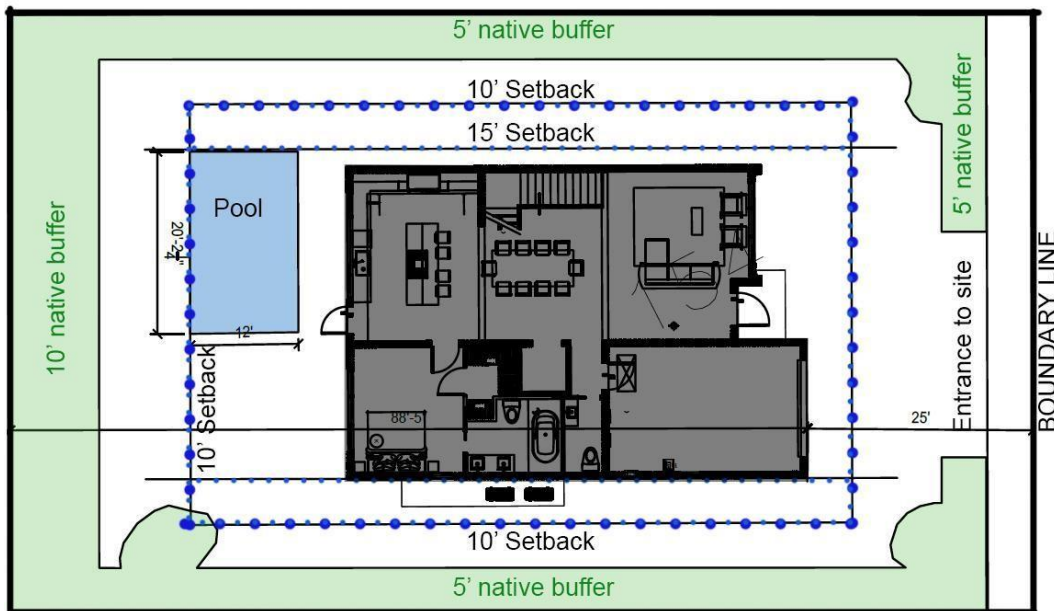 5’ native buffer
10’ Setback
15’ Setback
5’ native buffer
Pool
20'-2
12'
10’ native buffer
10’ Setback
88'-5
25'
Entrance to site
BOUNDARY LINE
10’ Setback
5’ native buffer